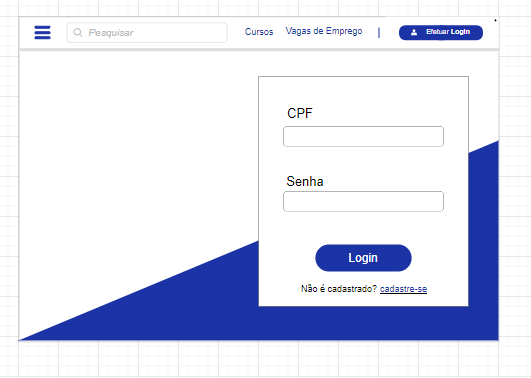 Pesquisar
Cursos
Vagas de Emprego
Efetuar Login
CPF
Senha
Login
Não é cadastrado? cadastre-se